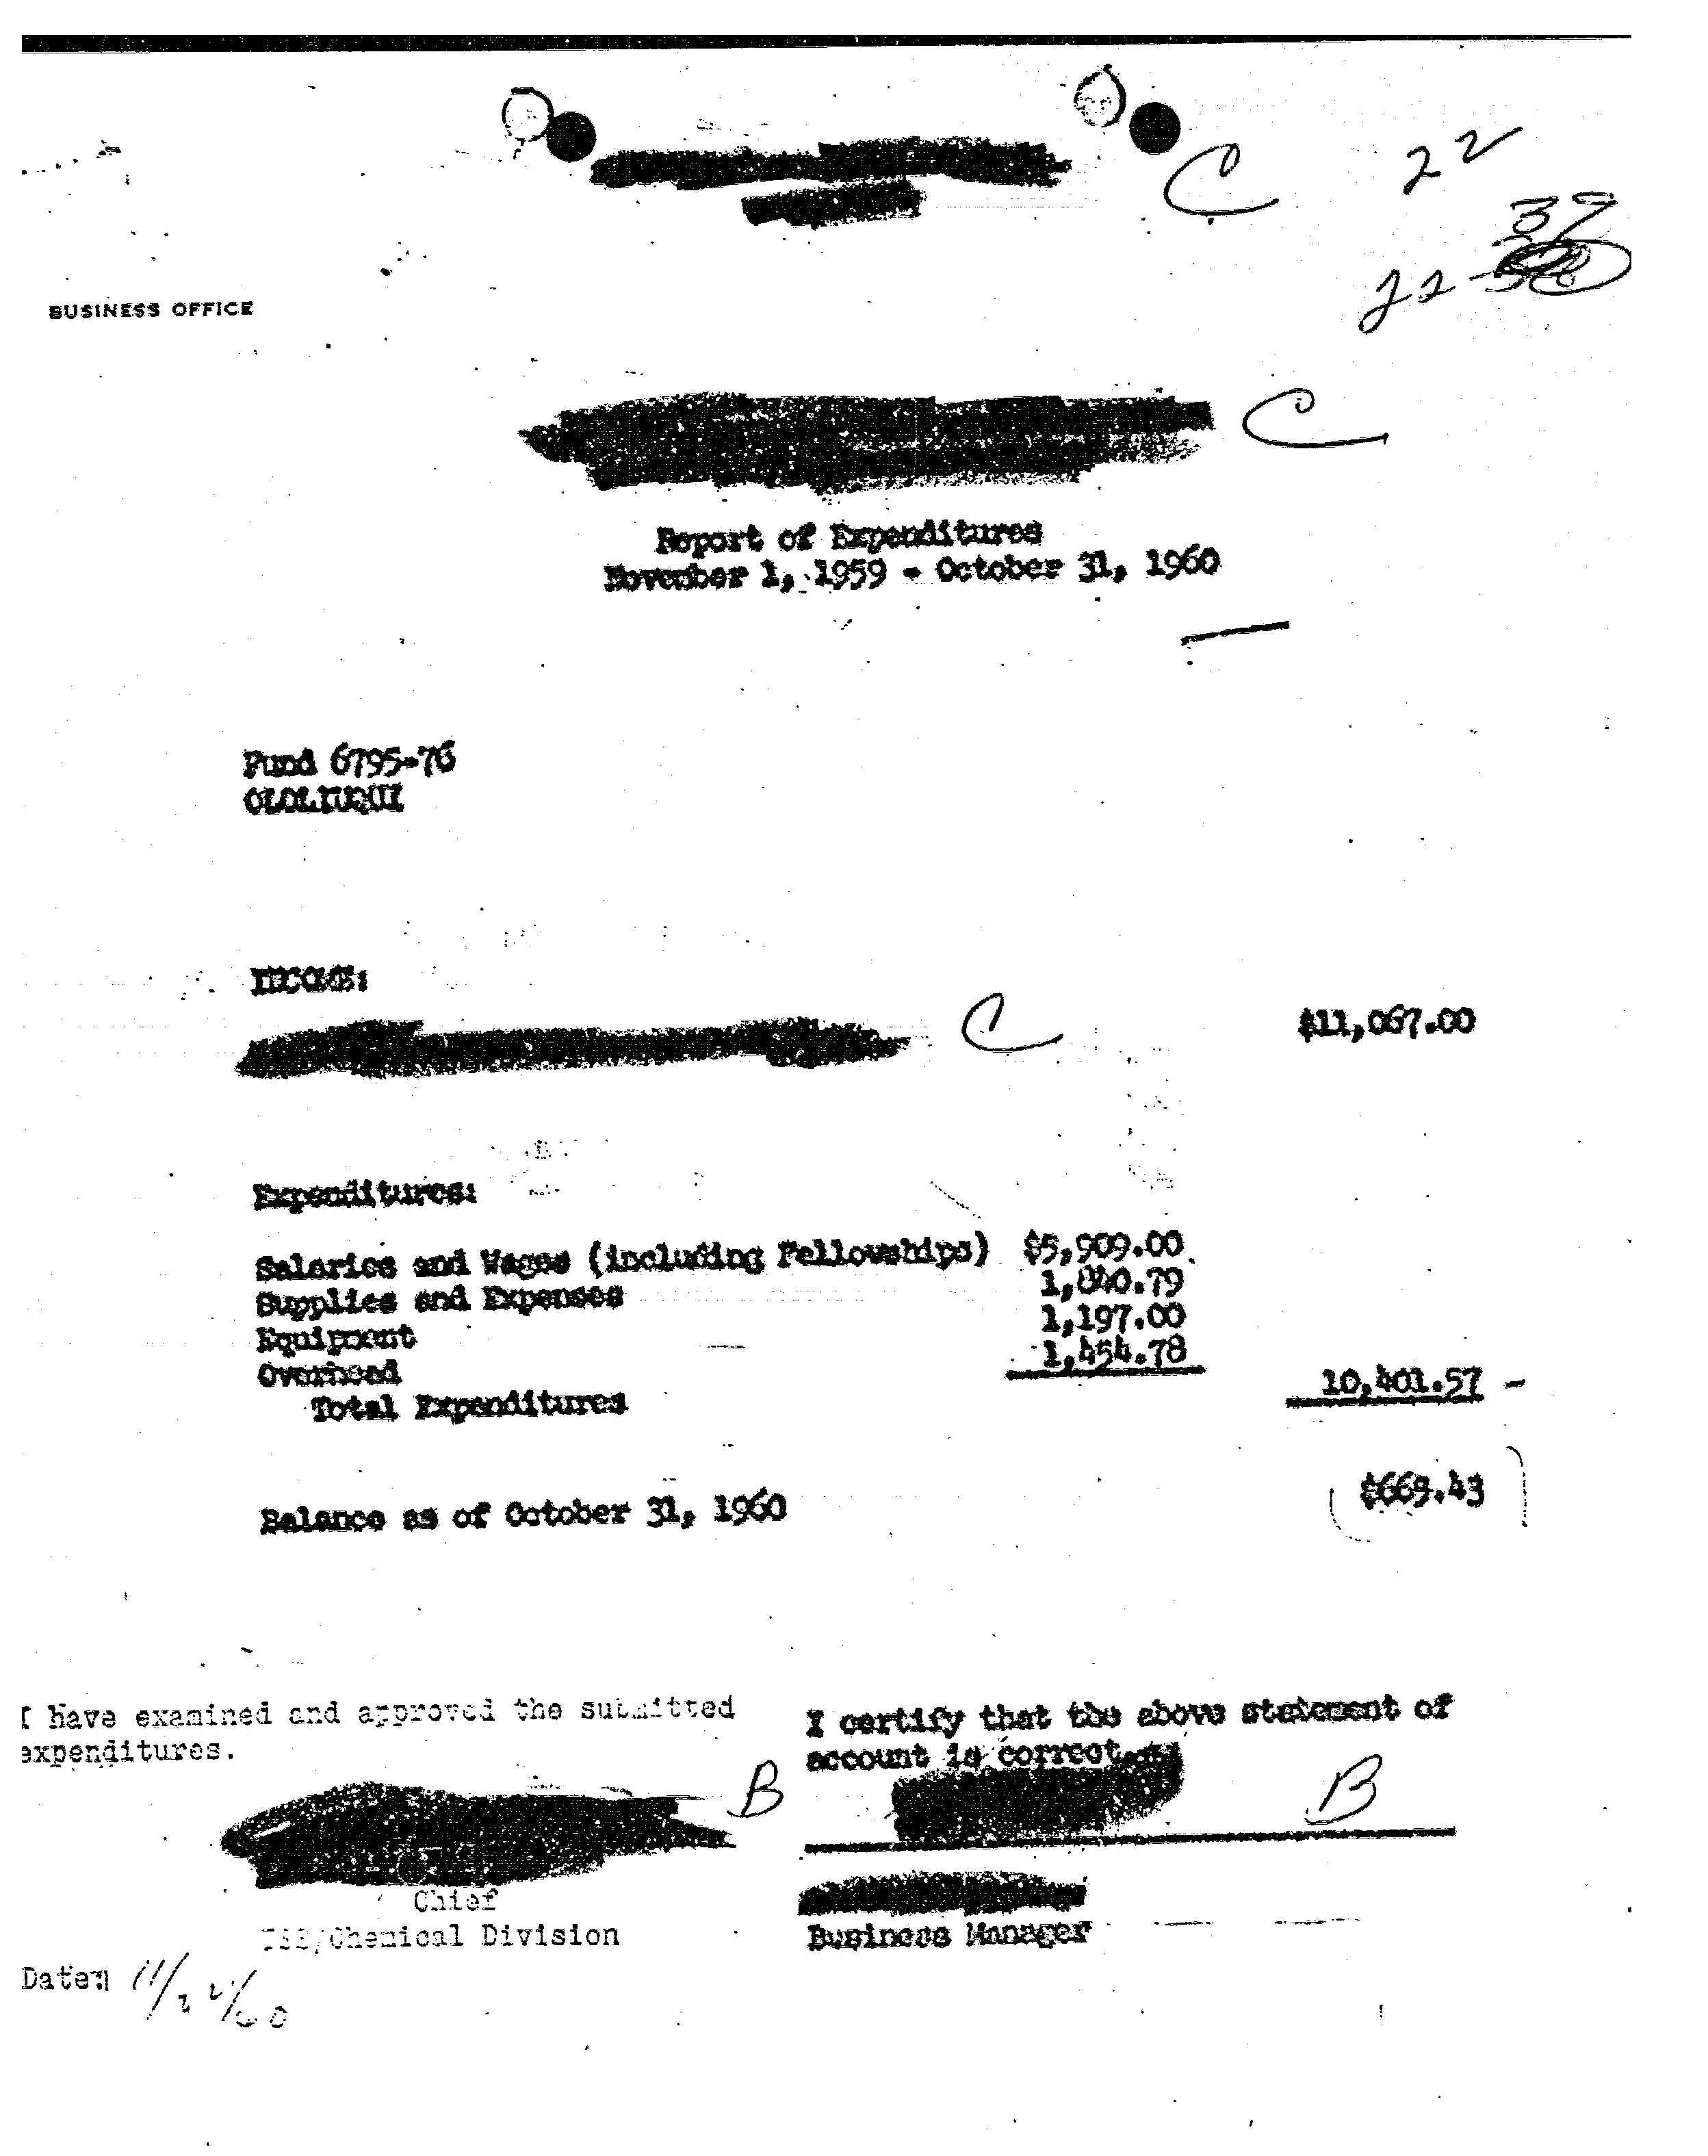 C 22
37
22-
BUSINESS OFFICE
C
Report of Expenditures
November 1, 1959 - October 31, 1960
Fund 6795-76
OLOLIUQUI
INCOME:
C $11,067.00
Expenditures:
Salaries and Wages (including Fellowships) $5,909.00
Supplies and Expenses 1,840.79
Equipment 1,197.00
Overhead 1,454.78
Total Expenditures 10,401.57 -
Balance as of October 31, 1960 $665.43
I have examined and approved the submitted
expenditures.
B
Chief
TSS/Chemical Division
Date: 11/22/60
I certify that the above statement of
account is correct.
B
Business Manager